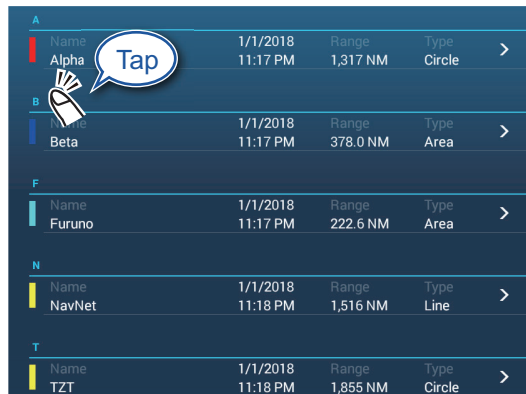 A
Name 1/1/2018 Range Type
Alpha 11:17 PM 1,317 NM Circle >
Tap
B
Name 1/1/2018 Range Type
Beta 11:17 PM 378.0 NM Area >
F
Name 1/1/2018 Range Type
Furuno 11:17 PM 222.6 NM Area >
N
Name 1/1/2018 Range Type
NavNet 11:18 PM 1,516 NM Line >
T
Name 1/1/2018 Range Type
TZT 11:18 PM 1,855 NM Circle >